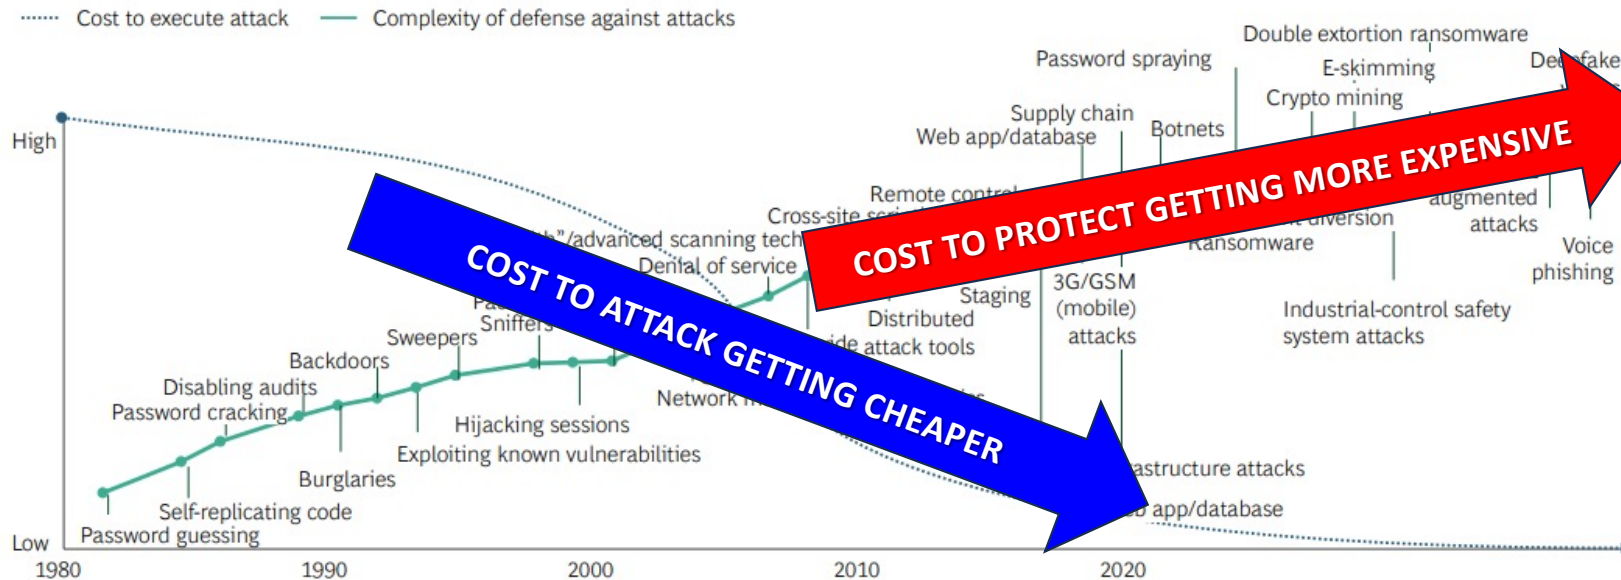 Cost to execute attack
Complexity of defense against attacks
Double extortion ransomware
Password spraying
E-skimming
Crypto mining
Supply chain
Botnets
Web app/database
High
COST TO PROTECT GETTING MORE EXPENSIVE
Remote control
Cross-site
augmented
attacks
diversion
Ransomware
/advanced scanning
Denial of service
Voice
phishing
COST TO ATTACK GETTING CHEAPER
Staging
3G/GSM
(mobile)
attacks
Distributed
attack tools
Industrial-control safety
system attacks
Sniffers
Sweepers
Backdoors
Disabling audits
Password cracking
Network
Hijacking sessions
Exploiting known vulnerabilities
Burglaries
attacks
app/database
Self-replicating code
Password guessing
Low
1980
1990
2000
2010
2020